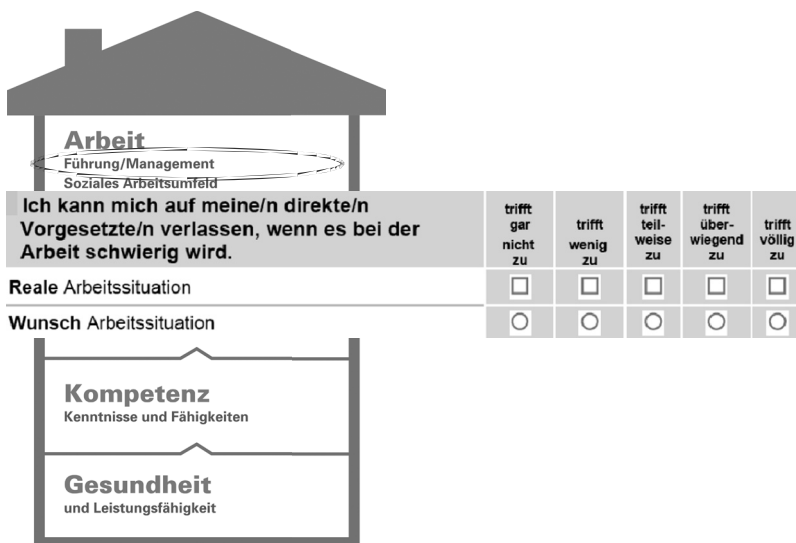 Arbeit
Führung/Management
Soziales Arbeitsumfeld
Ich kann mich auf meine/n direkte/n
Vorgesetzte/n verlassen, wenn es bei der
Arbeit schwierig wird.
trifft gar nicht zu
trifft wenig zu
trifft teil-weise zu
trifft über-wiegend zu
trifft völlig zu
Reale Arbeitssituation
Wunsch Arbeitssituation
Kompetenz
Kenntnisse und Fähigkeiten
Gesundheit
und Leistungsfähigkeit